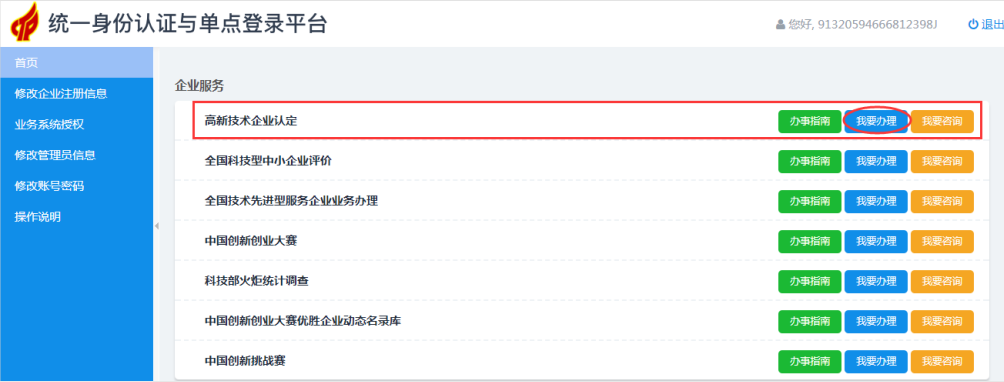 统一身份认证与单点登录平台
您好, 91320594666812398J
退出
首页
修改企业注册信息
业务系统授权
修改管理员信息
修改账号密码
操作说明
企业服务
高新技术企业认定 办事指南 我要办理 我要咨询
全国科技型中小企业评价 办事指南 我要办理 我要咨询
全国技术先进型服务企业业务办理 办事指南 我要办理 我要咨询
中国创新创业大赛 办事指南 我要办理 我要咨询
科技部火炬统计调查 办事指南 我要办理 我要咨询
中国创新创业大赛优胜企业动态名录库 办事指南 我要办理 我要咨询
中国创新挑战赛 办事指南 我要办理 我要咨询